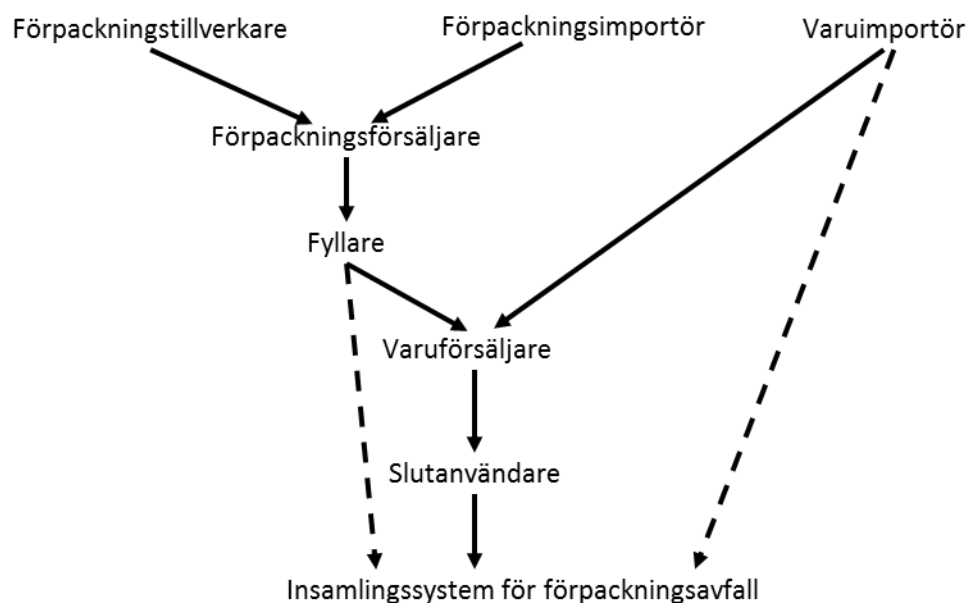 Förpackningstillverkare
Förpackningsimportör
Varuimportör
Förpackningsförsäljare
Fyllare
Varuförsäljare
Slutanvändare
Insamlingssystem för förpackningsavfall